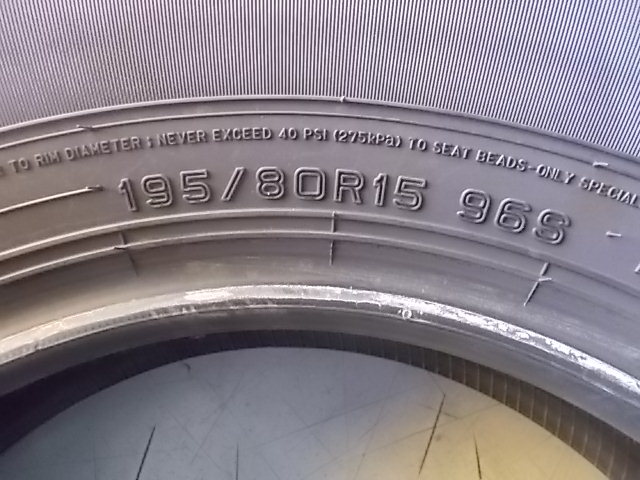 TO RIM DIAMETER ; NEVER EXCEED 40 PSI (275kPa) TO SEAT BEADS-ONLY SPECIAL
195/80R15 96S